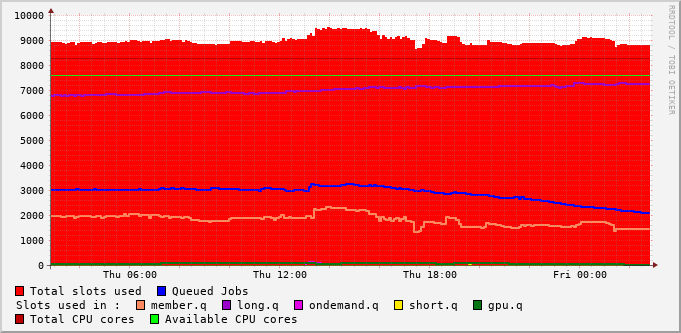 10000
9000
8000
7000
6000
5000
4000
3000
2000
1000
0
Thu 06:00 Thu 12:00 Thu 18:00 Fri 00:00
Total slots used Queued Jobs
Slots used in : member.q long.q ondemand.q short.q gpu.q
Total CPU cores Available CPU cores
RRDTOOL / TOBI OETIKER